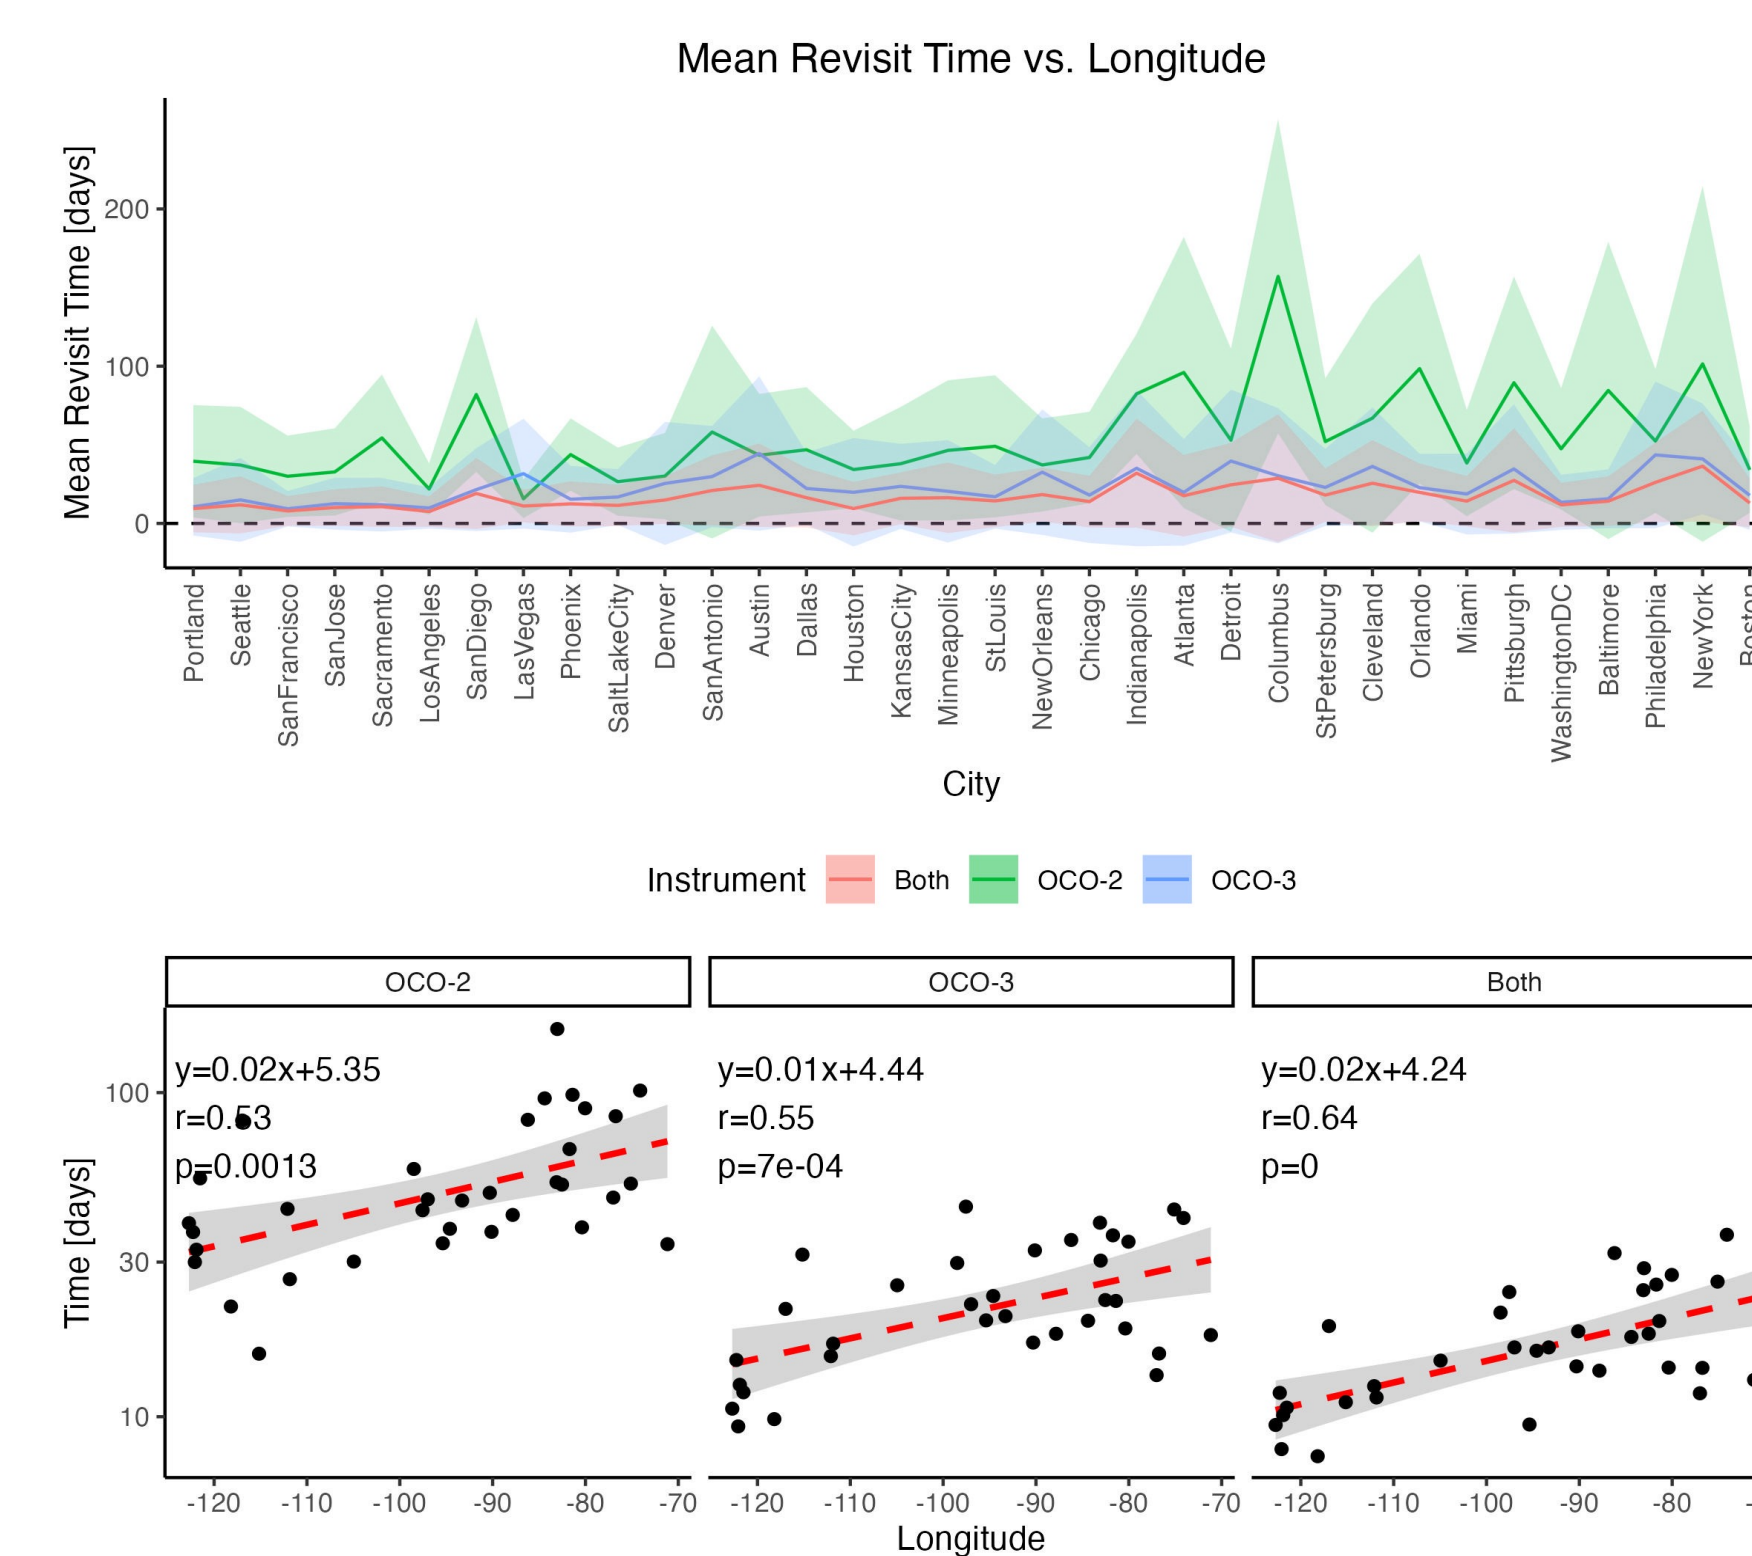 Mean Revisit Time vs. Longitude
Mean Revisit Time [days]
200
100
0
Portland
Seattle
SanFrancisco
SanJose
Sacramento
LosAngeles
SanDiego
LasVegas
Phoenix
SaltLakeCity
Denver
SanAntonio
Austin
Dallas
Houston
KansasCity
Minneapolis
StLouis
NewOrleans
Chicago
Indianapolis
Atlanta
Detroit
Columbus
StPetersburg
Cleveland
Orlando
Miami
Pittsburgh
WashingtonDC
Baltimore
Philadelphia
NewYork
Boston
City
Instrument Both OCO-2 OCO-3
OCO-2 OCO-3 Both
Time [days]
100
30
10
y=0.02x+5.35
r=0.53
p=0.0013
y=0.01x+4.44
r=0.55
p=7e-04
y=0.02x+4.24
r=0.64
p=0
-120 -110 -100 -90 -80 -70 -120 -110 -100 -90 -80 -70 -120 -110 -100 -90 -80
Longitude